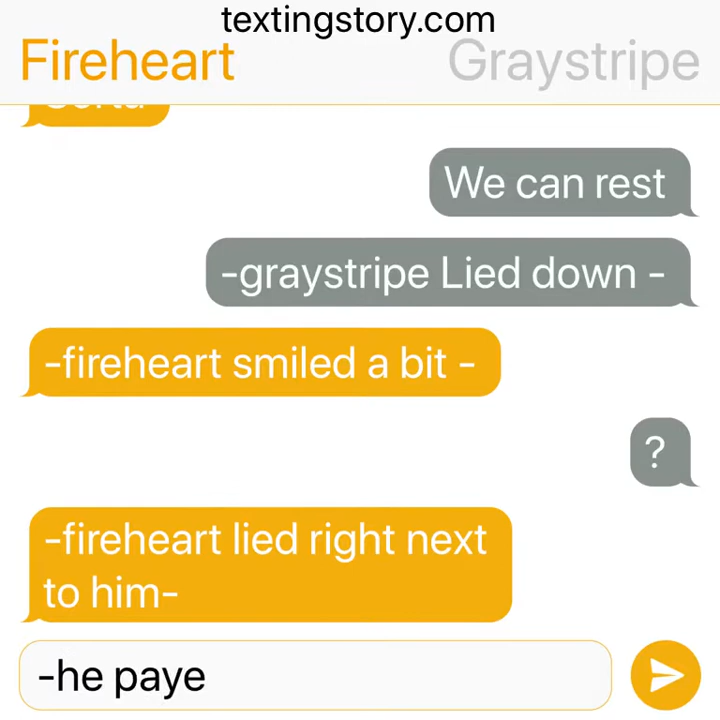 textingstory.com
Fireheart
Graystripe
We can rest
-graystripe Lied down -
-fireheart smiled a bit -
?
-fireheart lied right next
to him-
-he paye